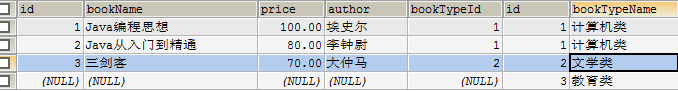 id bookName price author bookTypeId id bookTypeName
1 Java编程思想 100.00 埃史尔 1 1 计算机类
2 Java从入门到精通 80.00 李钟尉 1 1 计算机类
3 三剑客 70.00 大仲马 2 2 文学类
(NULL) (NULL) (NULL) (NULL) (NULL) 3 教育类